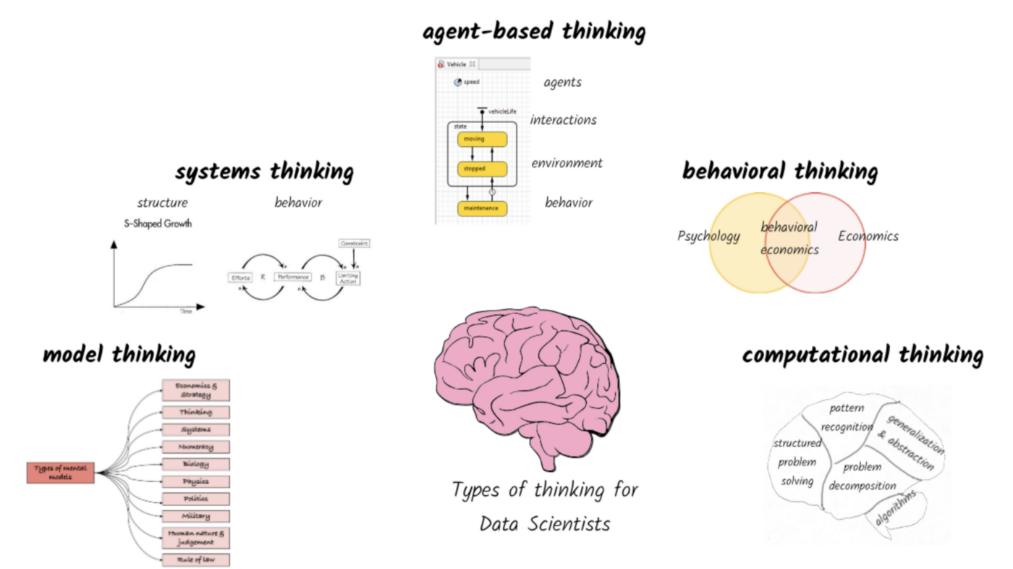 agent-based thinking
Vehicle
speed
agents
vehicleLife
interactions
state
moving
environment
stopped
behavior
maintenance
systems thinking
structure
behavior
S-Shaped Growth
Time
Constraint
Efforts
R
Performance
B
Limiting
Action
behavioral thinking
Psychology
behavioral
economics
Economics
model thinking
Types of mental
models
Economics &
strategy
Thinking
Systems
Numeracy
Biology
Physics
Politics
Military
Human nature &
judgement
Rule of law
computational thinking
pattern
recognition
generalization
& abstraction
structured
problem
solving
problem
decomposition
algorithms
Types of thinking for
Data Scientists